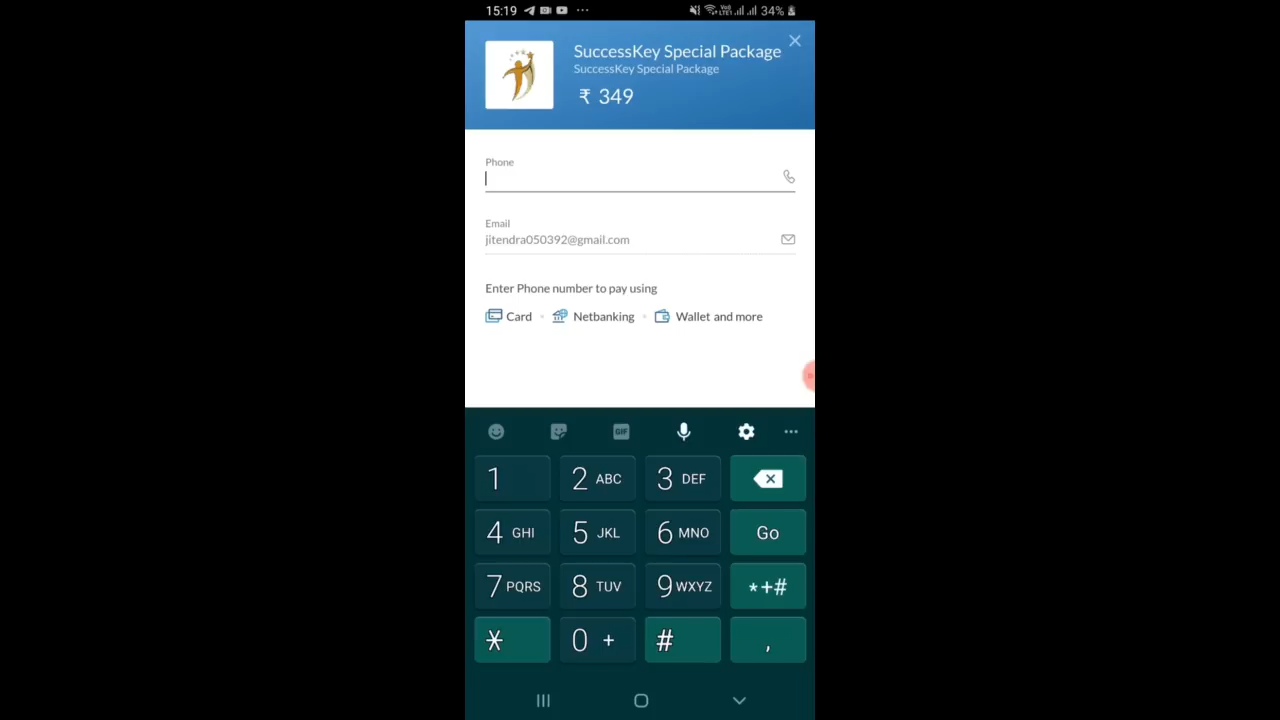 15:19 34%
SuccessKey Special Package
SuccessKey Special Package
₹ 349
Phone
Email
jitendra050392@gmail.com
Enter Phone number to pay using
Card Netbanking Wallet and more
GIF
1 2 ABC 3 DEF
4 GHI 5 JKL 6 MNO Go
7 PQRS 8 TUV 9 WXYZ *+#
* 0 + # ,